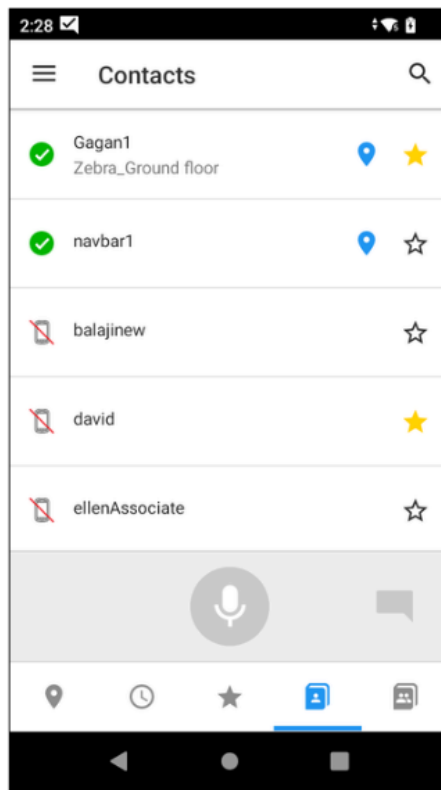 2:28
Contacts
Gagan1
Zebra_Ground floor
navbar1
balajinew
david
ellenAssociate